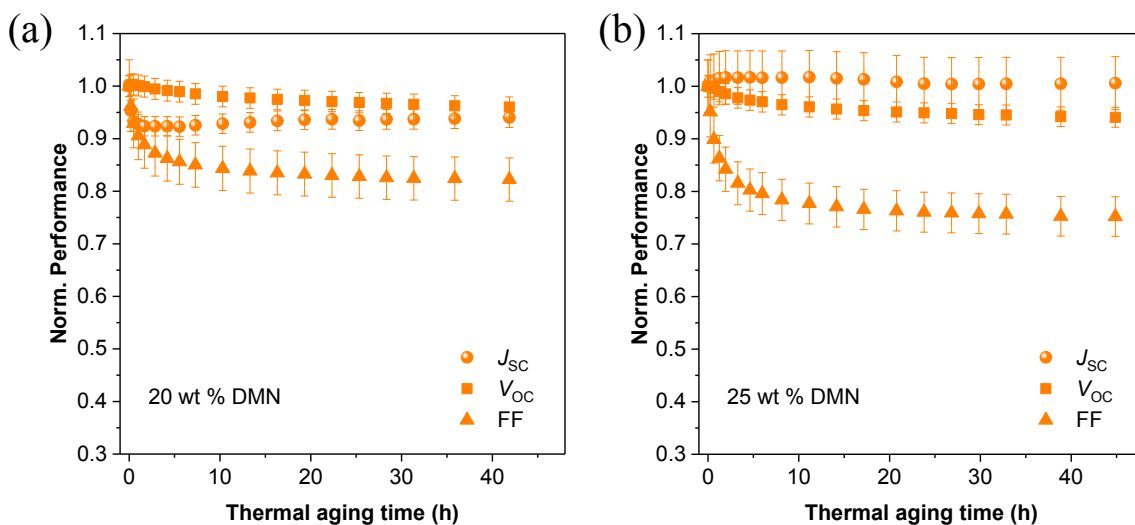 (a)
Norm. Performance
1.1
1.0
0.9
0.8
0.7
0.6
0.5
0.4
0.3
0
10
20
30
40
Thermal aging time (h)
20 wt % DMN
J_SC
V_OC
FF
(b)
Norm. Performance
1.1
1.0
0.9
0.8
0.7
0.6
0.5
0.4
0.3
0
10
20
30
40
Thermal aging time (h)
25 wt % DMN
J_SC
V_OC
FF